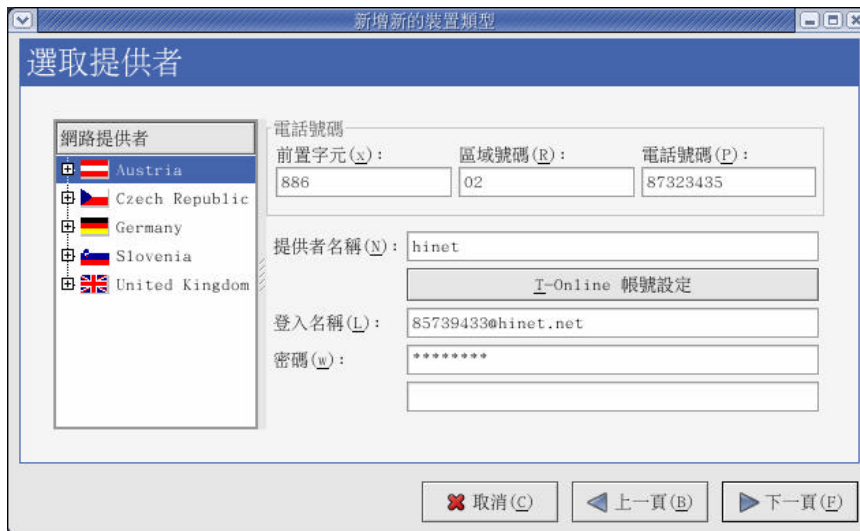 新增新的裝置類型
選取提供者
網路提供者
Austria
Czech Republic
Germany
Slovenia
United Kingdom
電話號碼
前置字元(x):
區域號碼(R):
電話號碼(P):
886
02
87323435
提供者名稱(N):
hinet
T-Online 帳號設定
登入名稱(L):
85739433@hinet.net
密碼(w):
********
取消(C)
上一頁(B)
下一頁(F)